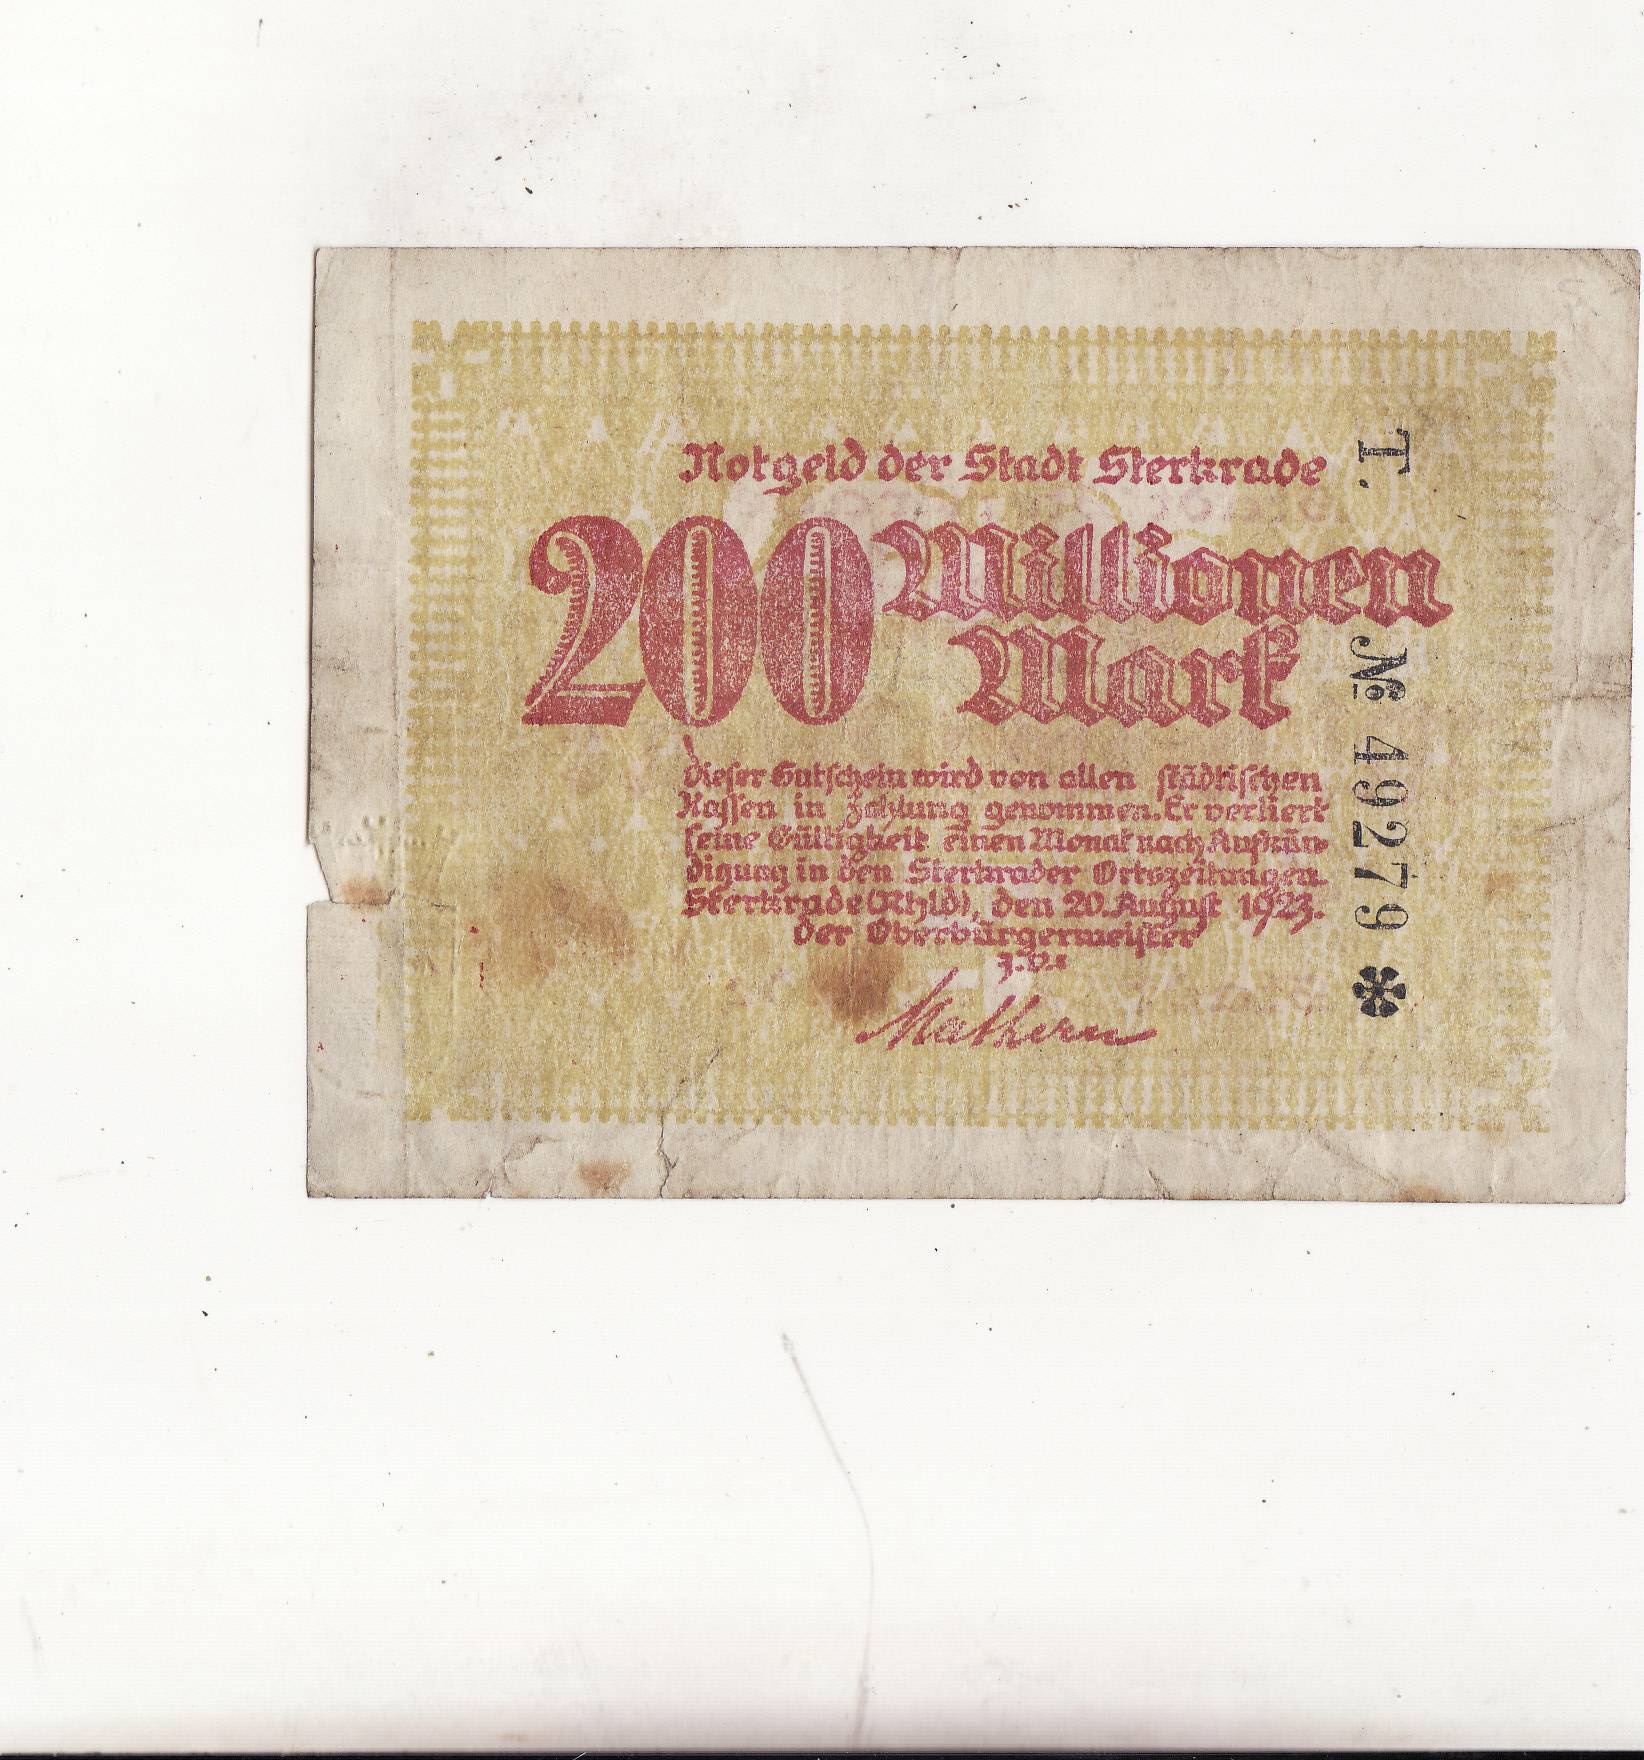 Notgeld der Stadt Sterkrade
200 Millionen
Mark
Dieser Gutschein wird von allen städtischen
Kassen in Zahlung genommen. Er verliert
seine Gültigkeit einen Monat nach Aufkün-
digung in den Sterkrader Ortszeitungen.
Sterkrade (Rhld), den 20. August 1923.
Der Oberbürgermeister
J.V.:
Mathern
T. № 49279 *